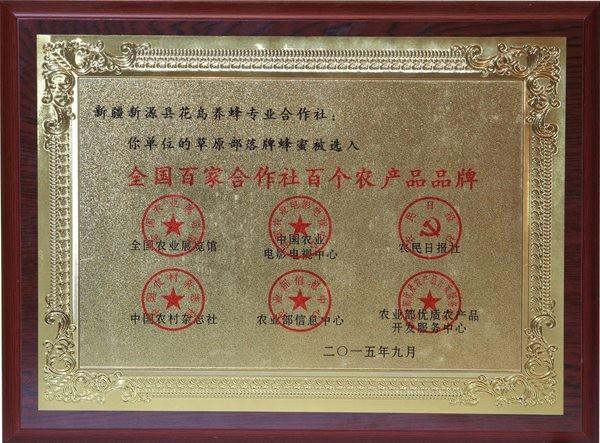 新疆新源县花岛养蜂专业合作社：
你单位的草原部落牌蜂蜜被选入
全国百家合作社百个农产品品牌
全国农业展览馆
中国农业
电影电视中心
农民日报社
中国农村杂志社
农业部信息中心
农业部优质农产品
开发服务中心
二〇一五年九月